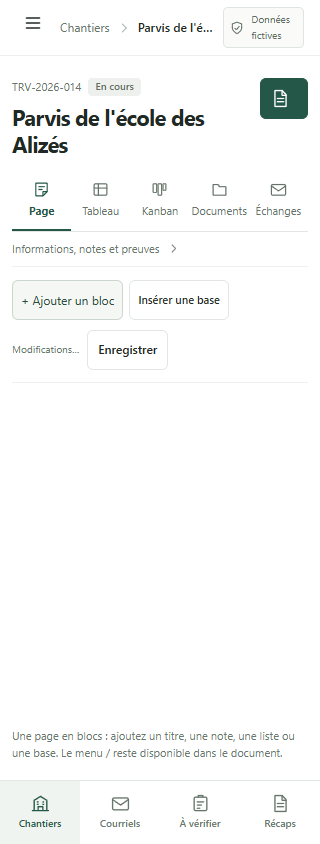 Chantiers
Parvis de l'é...
Données
fictives
TRV-2026-014
En cours
Parvis de l'école des
Alizés
Page
Tableau
Kanban
Documents
Échanges
Informations, notes et preuves
+ Ajouter un bloc
Insérer une base
Modifications...
Enregistrer
Une page en blocs : ajoutez un titre, une note, une liste ou
une base. Le menu / reste disponible dans le document.
Chantiers
Courriels
À vérifier
Récaps